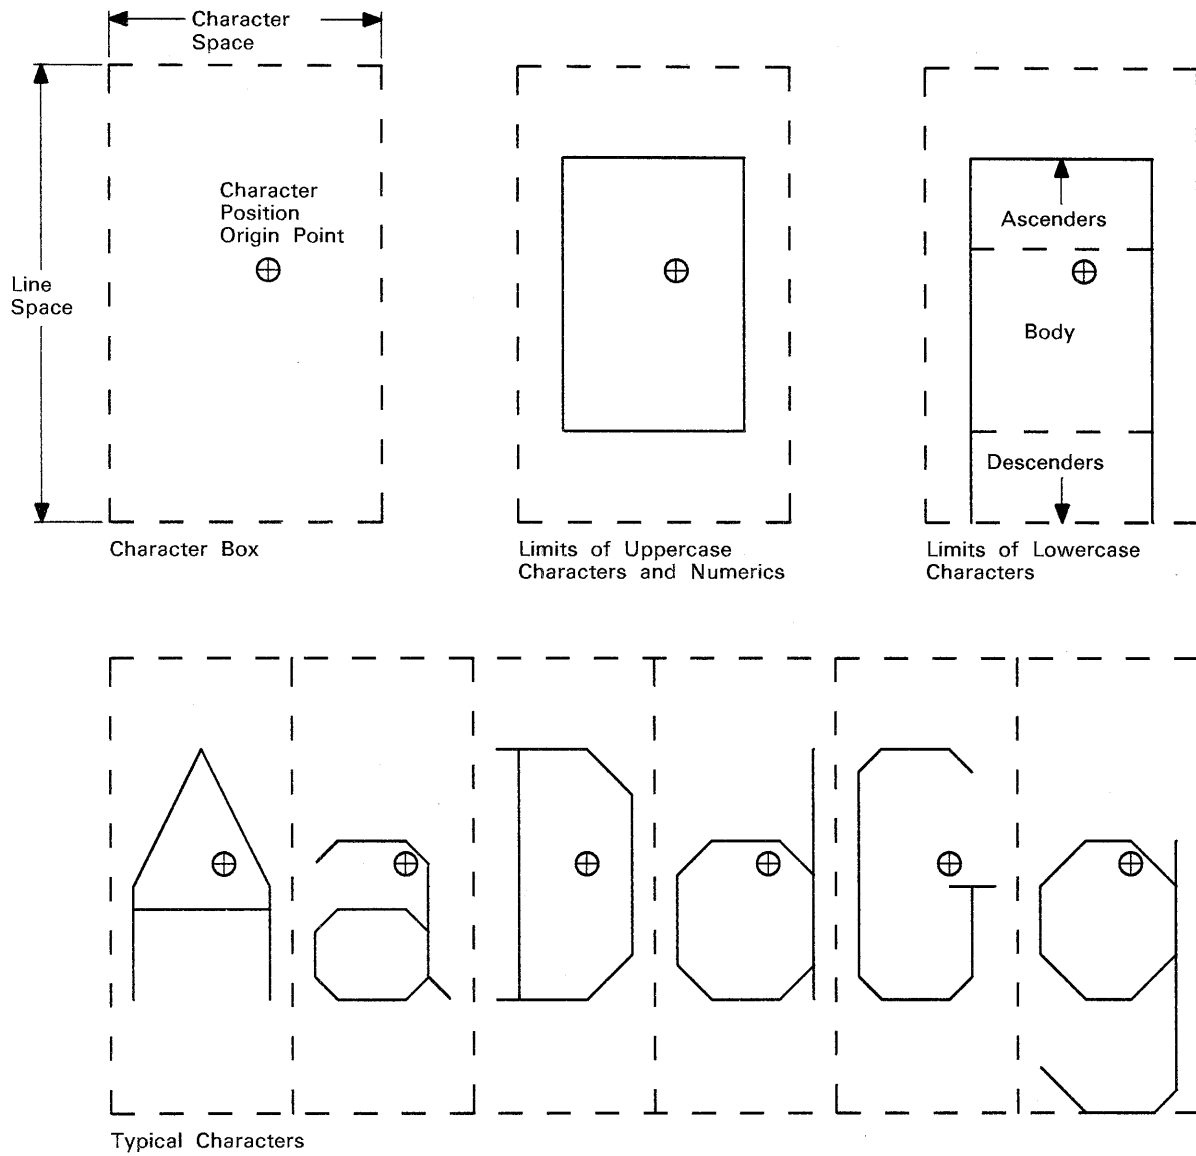 Character
Space
Character
Position
Origin Point
Line
Space
Ascenders
Body
Descenders
Character Box
Limits of Uppercase
Characters and Numerics
Limits of Lowercase
Characters
A a D d G g
Typical Characters